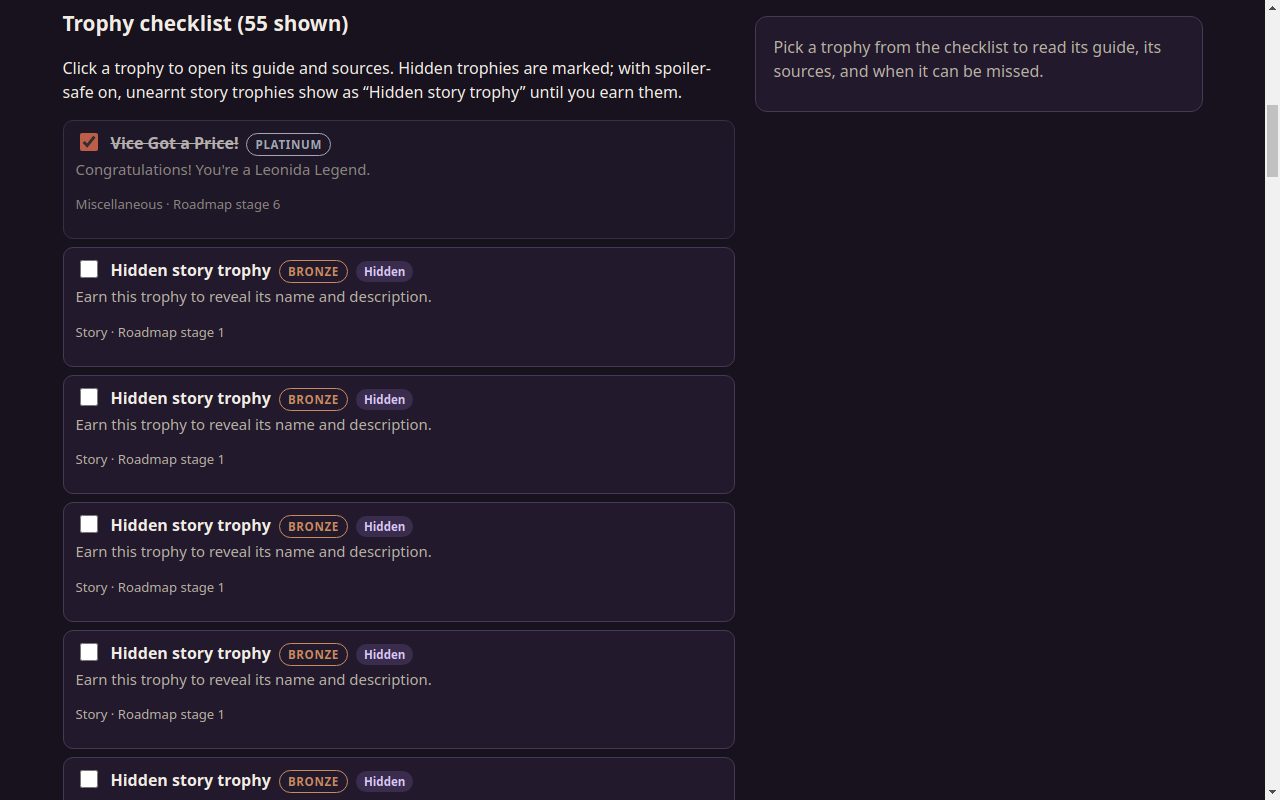 Trophy checklist (55 shown)
Click a trophy to open its guide and sources. Hidden trophies are marked; with spoiler-
safe on, unearnt story trophies show as “Hidden story trophy” until you earn them.
Vice Got a Price! PLATINUM
Congratulations! You're a Leonida Legend.
Miscellaneous · Roadmap stage 6
Hidden story trophy BRONZE Hidden
Earn this trophy to reveal its name and description.
Story · Roadmap stage 1
Hidden story trophy BRONZE Hidden
Earn this trophy to reveal its name and description.
Story · Roadmap stage 1
Hidden story trophy BRONZE Hidden
Earn this trophy to reveal its name and description.
Story · Roadmap stage 1
Hidden story trophy BRONZE Hidden
Earn this trophy to reveal its name and description.
Story · Roadmap stage 1
Hidden story trophy BRONZE Hidden
Pick a trophy from the checklist to read its guide, its
sources, and when it can be missed.